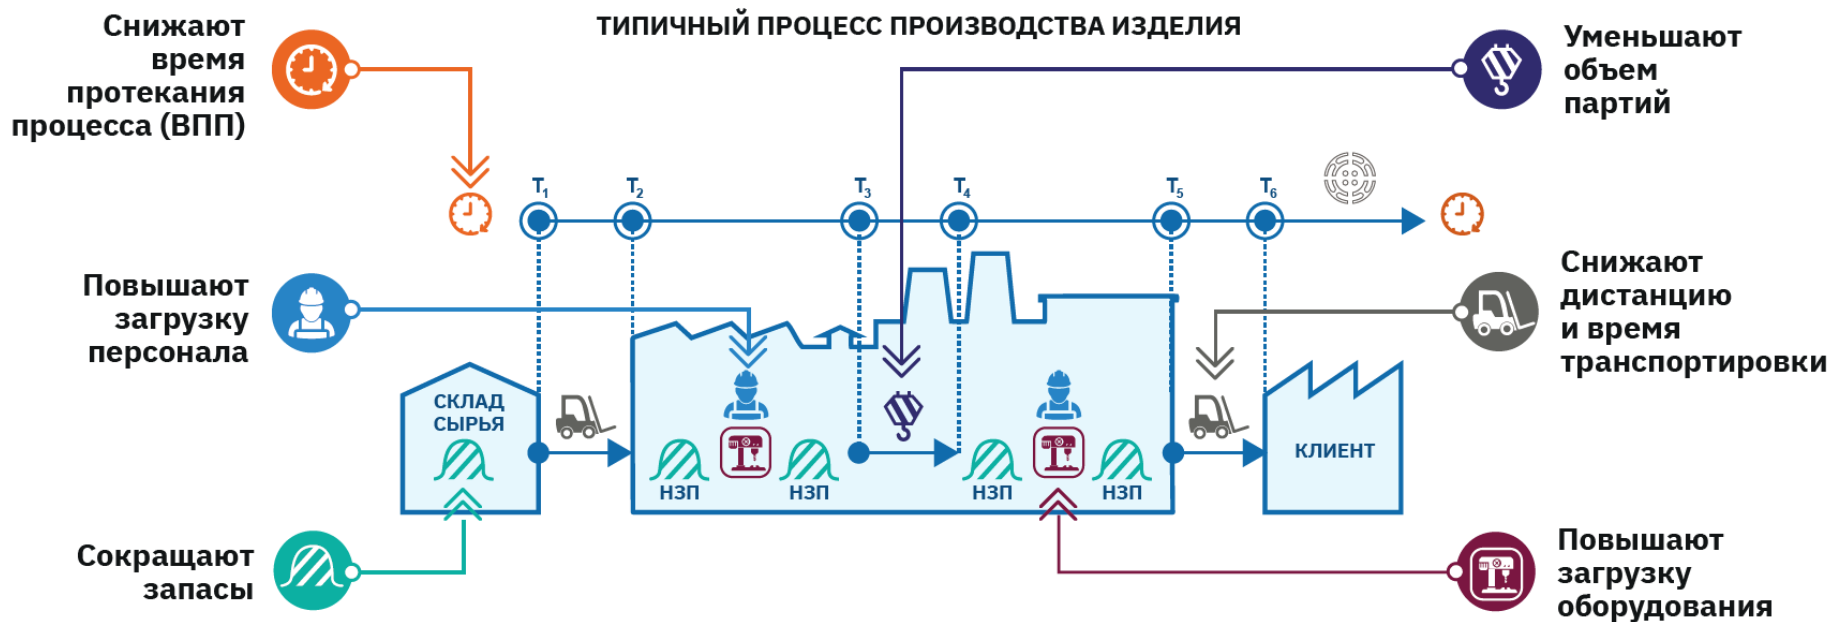 ТИПИЧНЫЙ ПРОЦЕСС ПРОИЗВОДСТВА ИЗДЕЛИЯ
Снижают
время
протекания
процесса (ВПП)
Уменьшают
объем
партий
T1
T2
T3
T4
T5
T6
Повышают
загрузку
персонала
Снижают
дистанцию
и время
транспортировки
СКЛАД
СЫРЬЯ
НЗП
НЗП
НЗП
НЗП
КЛИЕНТ
Сокращают
запасы
Повышают
загрузку
оборудования